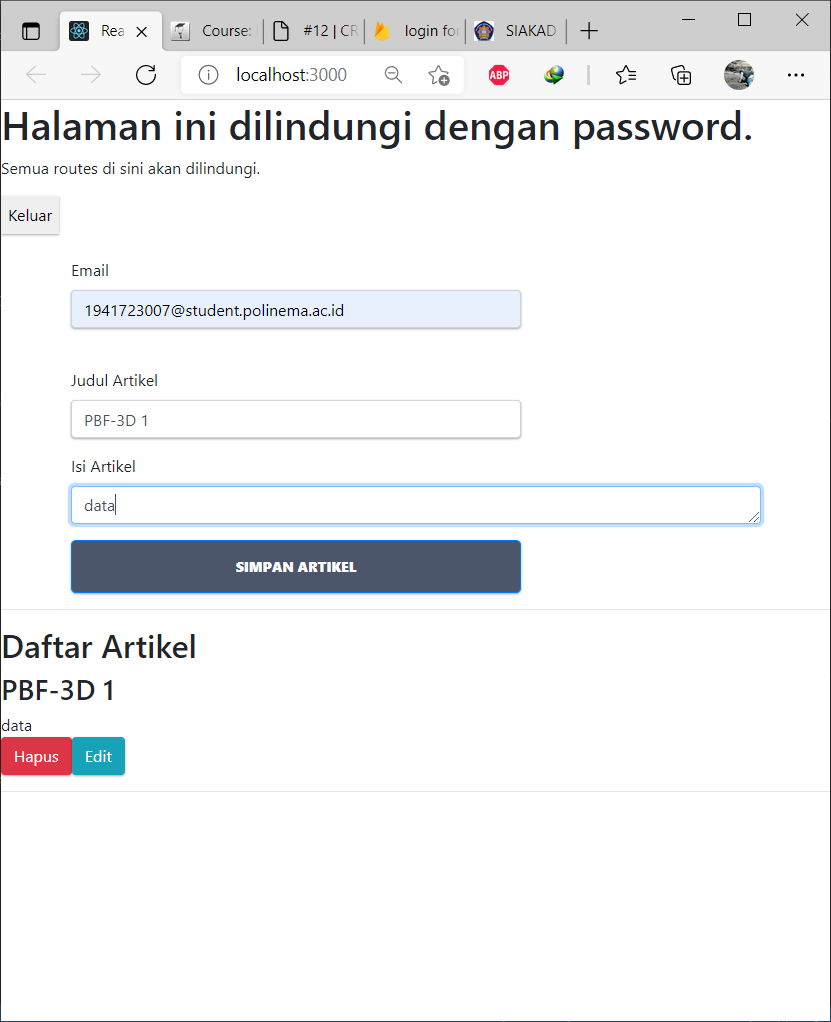 Rea
Course:
#12 | CR
login for
SIAKAD
localhost:3000
ABP
Halaman ini dilindungi dengan password.
Semua routes di sini akan dilindungi.
Keluar
Email
1941723007@student.polinema.ac.id
Judul Artikel
PBF-3D 1
Isi Artikel
data
SIMPAN ARTIKEL
Daftar Artikel
PBF-3D 1
data
Hapus Edit